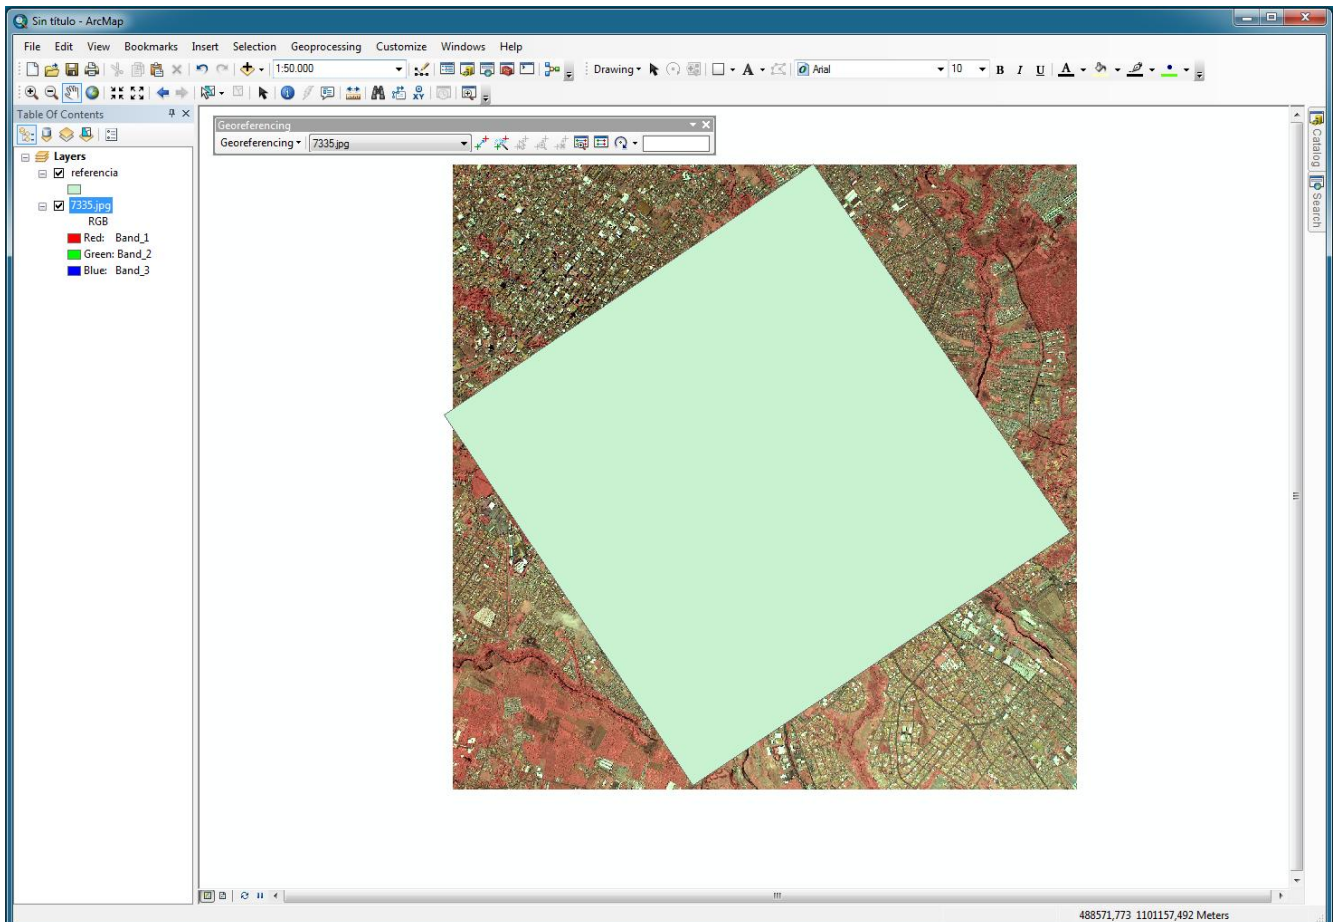 Sin título - ArcMap
File Edit View Bookmarks Insert Selection Geoprocessing Customize Windows Help
1:50.000
Drawing
A
Arial
10
B I U A
Table Of Contents
Georeferencing
Georeferencing
7335.jpg
Layers
referencia
7335.jpg
RGB
Red: Band_1
Green: Band_2
Blue: Band_3
Catalog
Search
488571,773 1101157,492 Meters